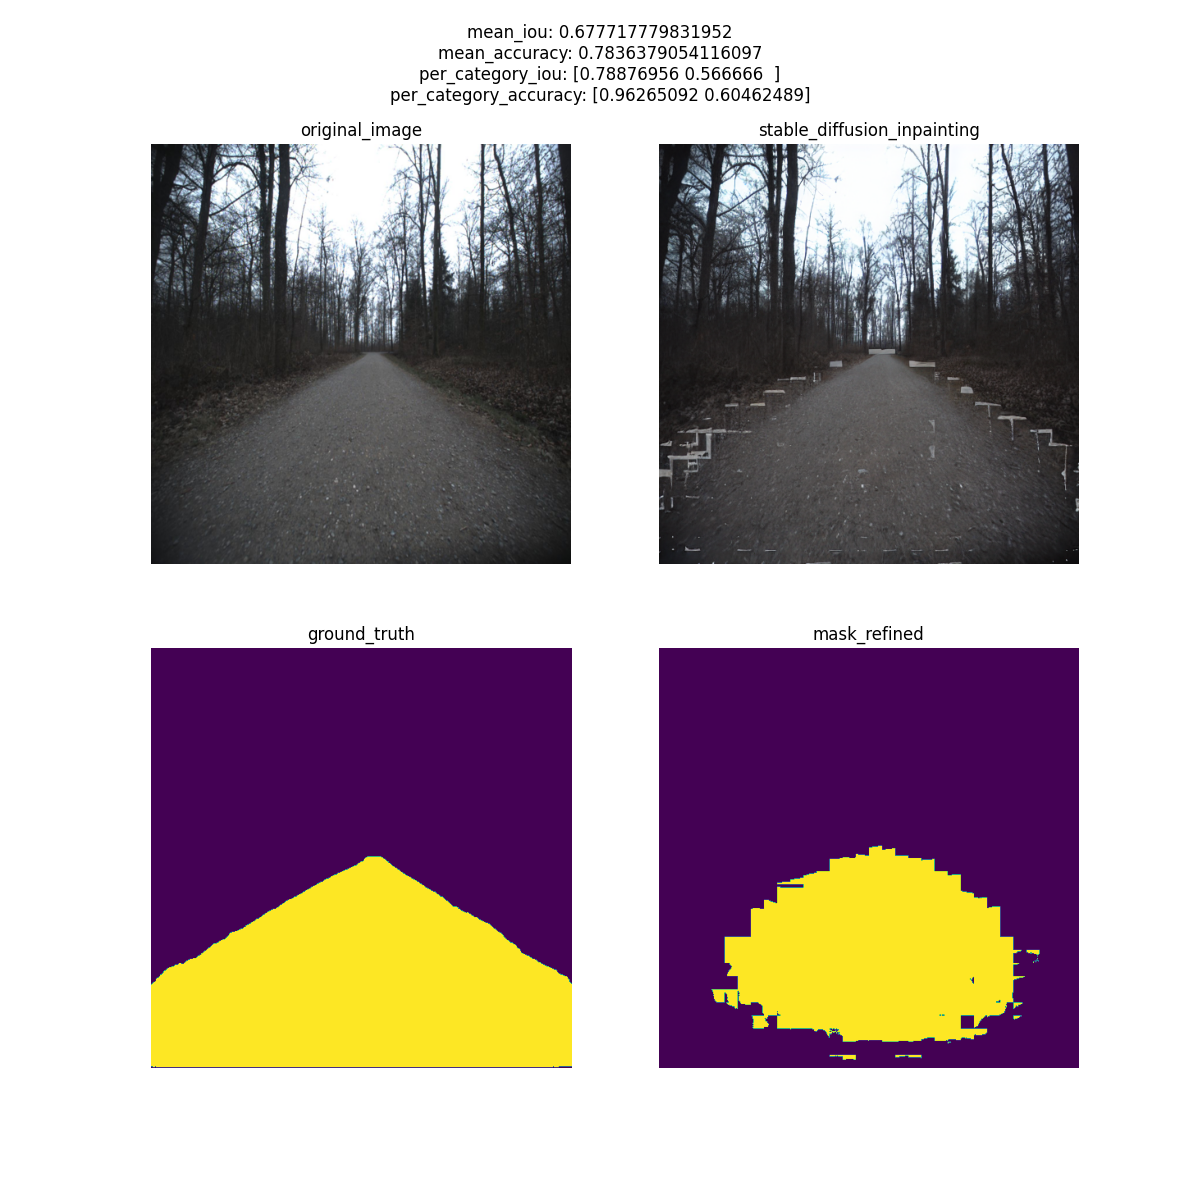 mean_iou: 0.677717779831952
mean_accuracy: 0.7836379054116097
per_category_iou: [0.78876956 0.566666  ]
per_category_accuracy: [0.96265092 0.60462489]
original_image
stable_diffusion_inpainting
ground_truth
mask_refined